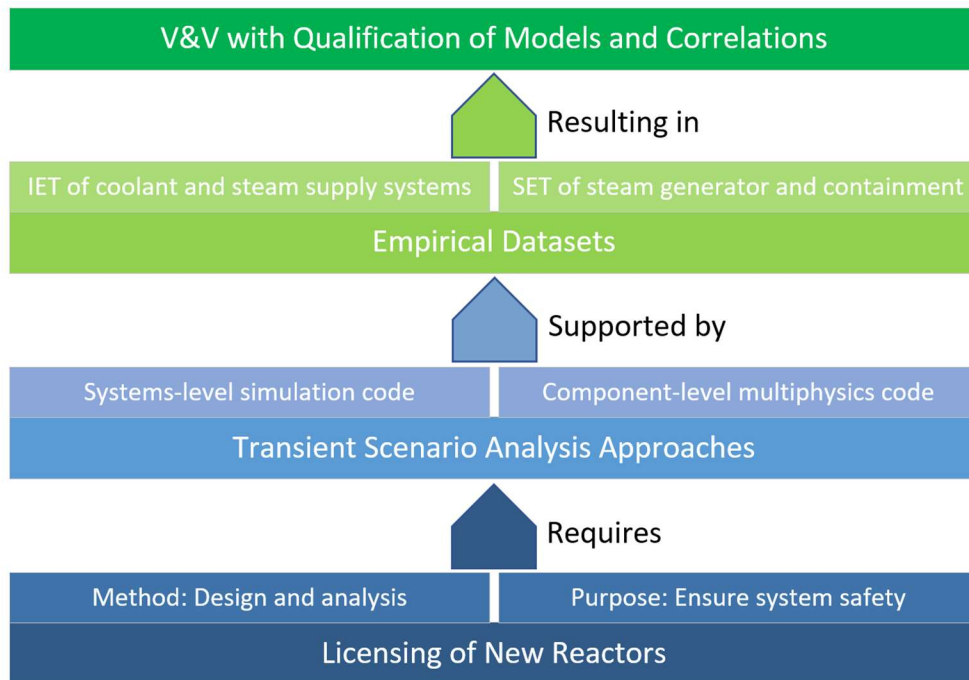 V&V with Qualification of Models and Correlations
Resulting in
IET of coolant and steam supply systems
SET of steam generator and containment
Empirical Datasets
Supported by
Systems-level simulation code
Component-level multiphysics code
Transient Scenario Analysis Approaches
Requires
Method: Design and analysis
Purpose: Ensure system safety
Licensing of New Reactors